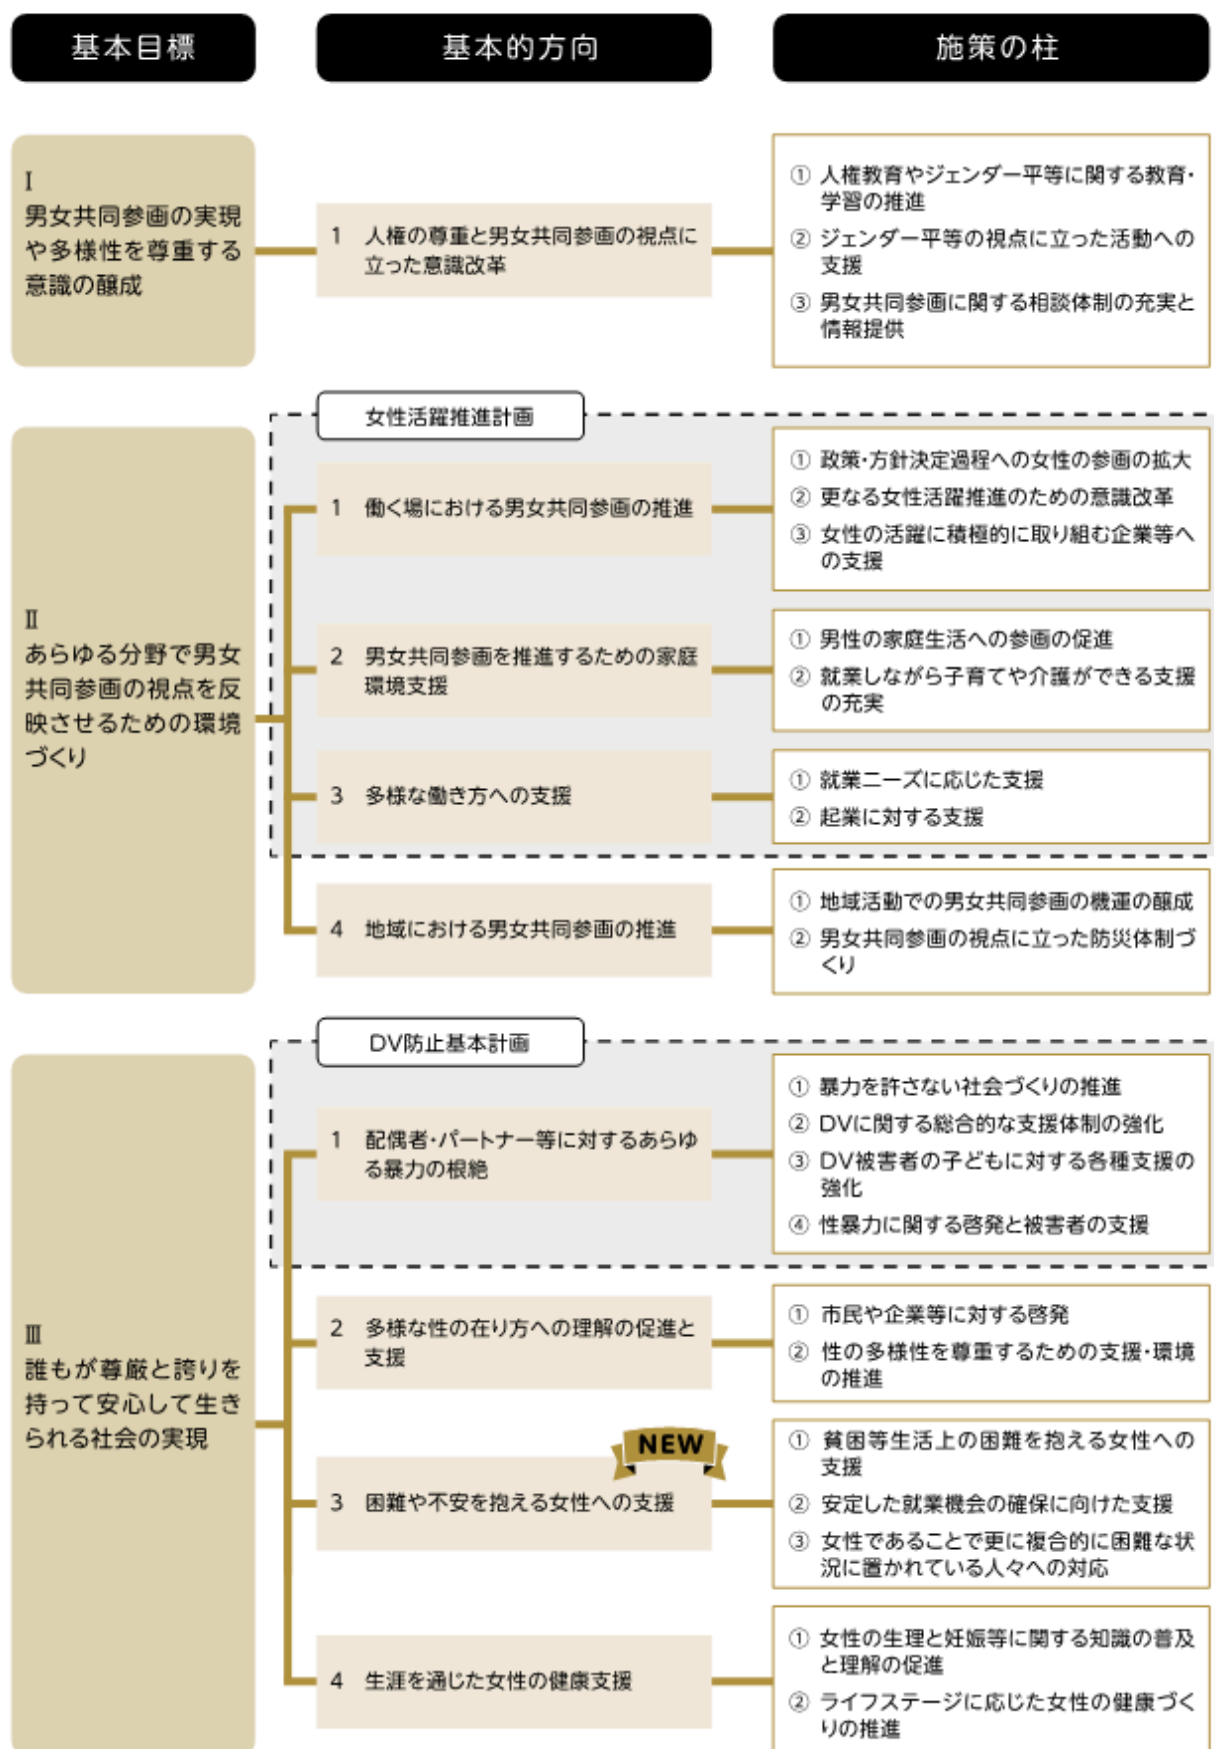 基本目標
基本的方向
施策の柱
Ⅰ
男女共同参画の実現
や多様性を尊重する
意識の醸成
1 人権の尊重と男女共同参画の視点に
立った意識改革
① 人権教育やジェンダー平等に関する教育・
学習の推進
② ジェンダー平等の視点に立った活動への
支援
③ 男女共同参画に関する相談体制の充実と
情報提供
Ⅱ
あらゆる分野で男女
共同参画の視点を反
映させるための環境
づくり
女性活躍推進計画
1 働く場における男女共同参画の推進
① 政策・方針決定過程への女性の参画の拡大
② 更なる女性活躍推進のための意識改革
③ 女性の活躍に積極的に取り組む企業等へ
の支援
2 男女共同参画を推進するための家庭
環境支援
① 男性の家庭生活への参画の促進
② 就業しながら子育てや介護ができる支援
の充実
3 多様な働き方への支援
① 就業ニーズに応じた支援
② 起業に対する支援
4 地域における男女共同参画の推進
① 地域活動での男女共同参画の機運の醸成
② 男女共同参画の視点に立った防災体制づ
くり
Ⅲ
誰もが尊厳と誇りを
持って安心して生き
られる社会の実現
DV防止基本計画
1 配偶者・パートナー等に対するあらゆ
る暴力の根絶
① 暴力を許さない社会づくりの推進
② DVに関する総合的な支援体制の強化
③ DV被害者の子どもに対する各種支援の
強化
④ 性暴力に関する啓発と被害者の支援
2 多様な性の在り方への理解の促進と
支援
① 市民や企業等に対する啓発
② 性の多様性を尊重するための支援・環境
の推進
NEW
3 困難や不安を抱える女性への支援
① 貧困等生活上の困難を抱える女性への
支援
② 安定した就業機会の確保に向けた支援
③ 女性であることで更に複合的に困難な状
況に置かれている人々への対応
4 生涯を通じた女性の健康支援
① 女性の生理と妊娠等に関する知識の普及
と理解の促進
② ライフステージに応じた女性の健康づく
りの推進